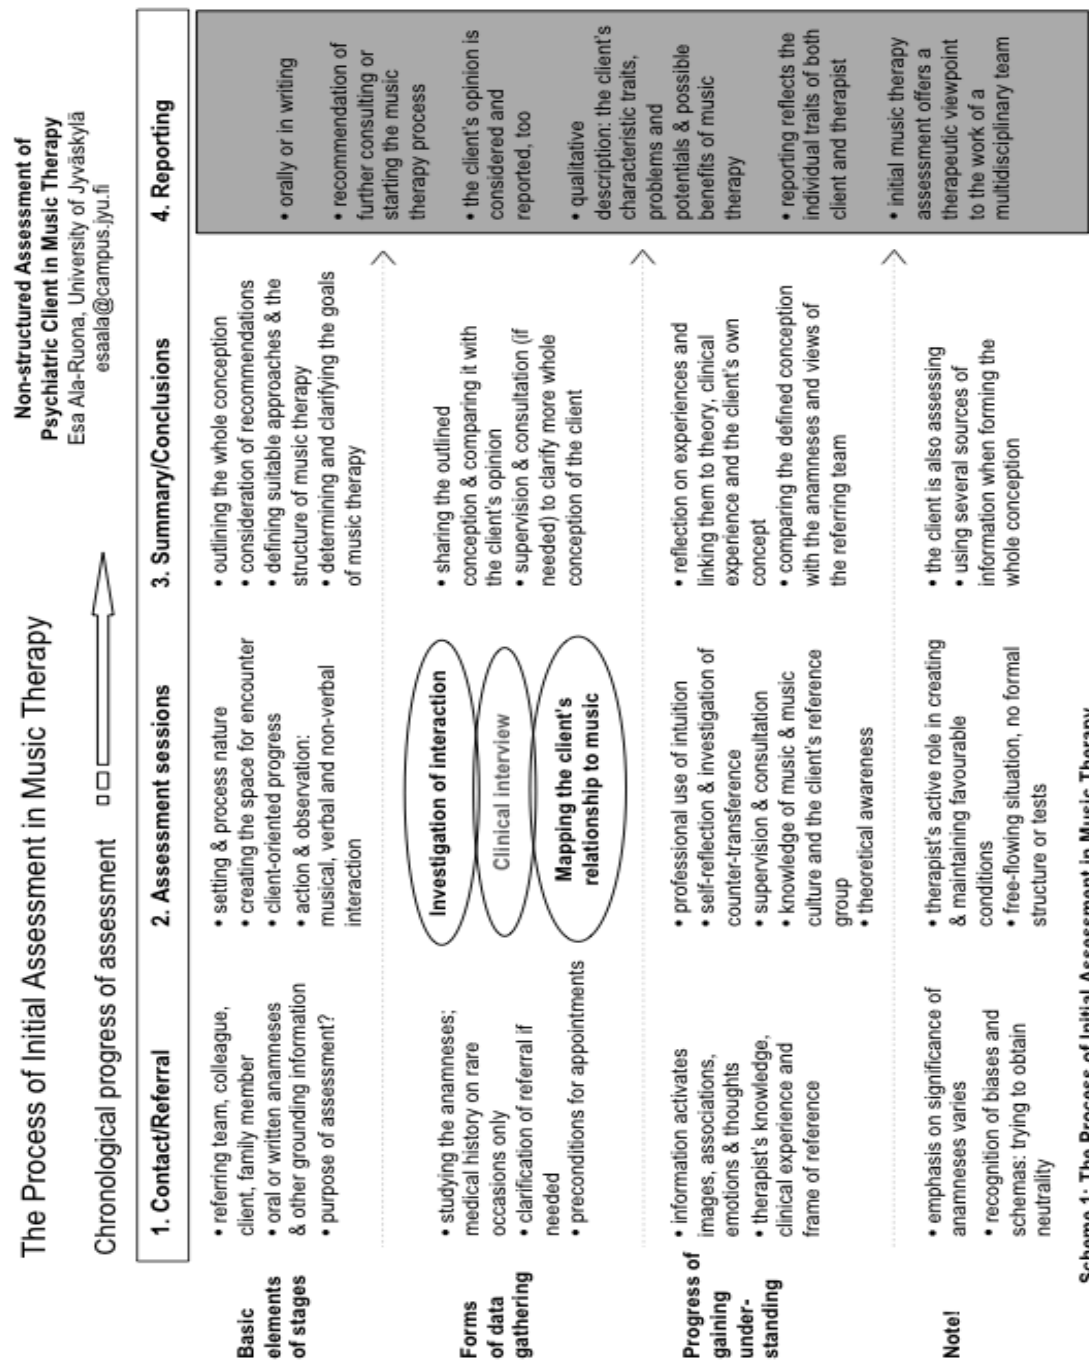 The Process of Initial Assessment in Music Therapy
Non-structured Assessment of
Psychiatric Client in Music Therapy
Esa Ala-Ruona, University of Jyväskylä
esaala@campus.jyu.fi
Chronological progress of assessment
1. Contact/Referral
2. Assessment sessions
3. Summary/Conclusions
4. Reporting
Basic
elements
of stages
• referring team, colleague,
client, family member
• oral or written anamneses
& other grounding information
• purpose of assessment?
• setting & process nature
• creating the space for encounter
• client-oriented progress
• action & observation:
musical, verbal and non-verbal
interaction
• outlining the whole conception
• consideration of recommendations
• defining suitable approaches & the
structure of music therapy
• determining and clarifying the goals
of music therapy
Forms
of data
gathering
• studying the anamneses;
medical history on rare
occasions only
• clarification of referral if
needed
• preconditions for appointments
Investigation of interaction
Clinical interview
Mapping the client's
relationship to music
• sharing the outlined
conception & comparing it with
the client's opinion
• supervision & consultation (if
needed) to clarify more whole
conception of the client
Progress of
gaining
under-
standing
• information activates
images, associations,
emotions & thoughts
• therapist's knowledge,
clinical experience and
frame of reference
• professional use of intuition
• self-reflection & investigation of
counter-transference
• supervision & consultation
• knowledge of music & music
culture and the client's reference
group
• theoretical awareness
• reflection on experiences and
linking them to theory, clinical
experience and the client's own
concept
• comparing the defined conception
with the anamneses and views of
the referring team
Note!
• emphasis on significance of
anamneses varies
• recognition of biases and
schemas: trying to obtain
neutrality
• therapist's active role in creating
& maintaining favourable
conditions
• free-flowing situation, no formal
structure or tests
• the client is also assessing
• using several sources of
information when forming the
whole conception
• orally or in writing
• recommendation of
further consulting or
starting the music
therapy process
• the client's opinion is
considered and
reported, too
• qualitative
description: the client's
characteristic traits,
problems and
potentials & possible
benefits of music
therapy
• reporting reflects the
individual traits of both
client and therapist
• initial music therapy
assessment offers a
therapeutic viewpoint
to the work of a
multidisciplinary team
Scheme 1: The Process of Initial Assessment in Music Therapy